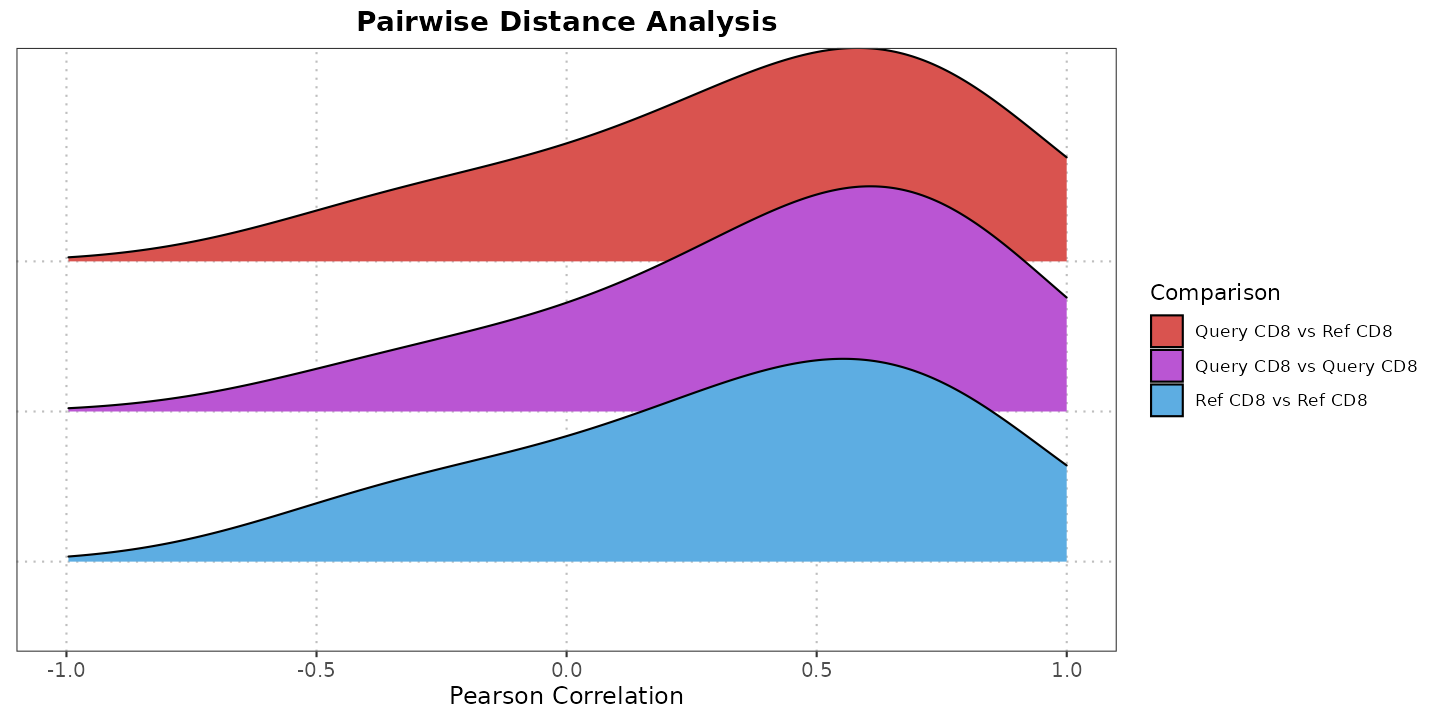 Pairwise Distance Analysis
Comparison
Query CD8 vs Ref CD8
Query CD8 vs Query CD8
Ref CD8 vs Ref CD8
-1.0
-0.5
0.0
0.5
1.0
Pearson Correlation